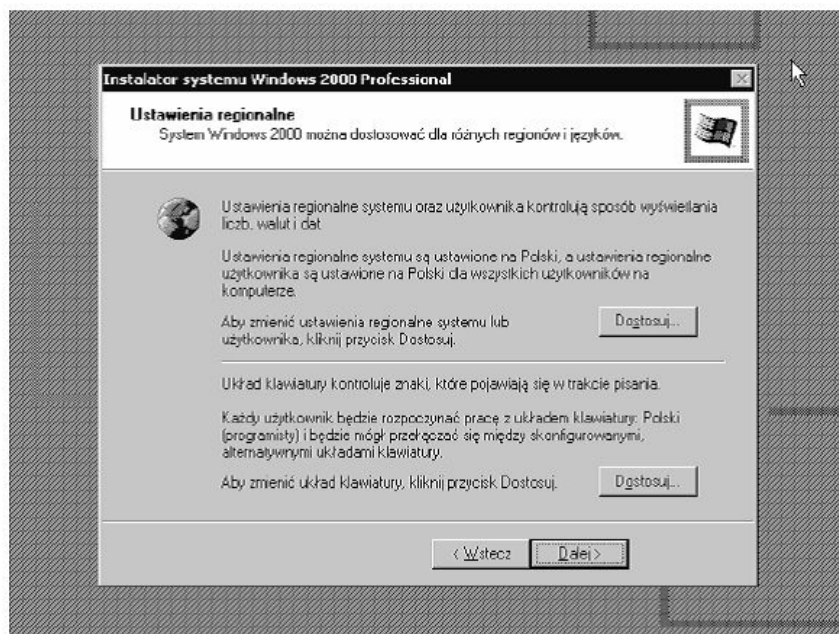 Instalator systemu Windows 2000 Professional
Ustawienia regionalne
System Windows 2000 można dostosować dla różnych regionów i języków.
Ustawienia regionalne systemu oraz użytkownika kontrolują sposób wyświetlania
liczb, walut i dat
Ustawienia regionalne systemu są ustawione na Polski, a ustawienia regionalne
użytkownika są ustawione na Polski dla wszystkich użytkowników na
komputerze.
Aby zmienić ustawienia regionalne systemu lub
użytkownika, kliknij przycisk Dostosuj.
Dostosuj...
Układ klawiatury kontroluje znaki, które pojawiają się w trakcie pisania.
Każdy użytkownik będzie rozpoczynać pracę z układem klawiatury: Polski
(programisty) i będzie mógł przełączać się między skonfigurowanymi,
alternatywnymi układami klawiatury.
Aby zmienić układ klawiatury, kliknij przycisk Dostosuj.
Dostosuj...
< Wstecz
Dalej >